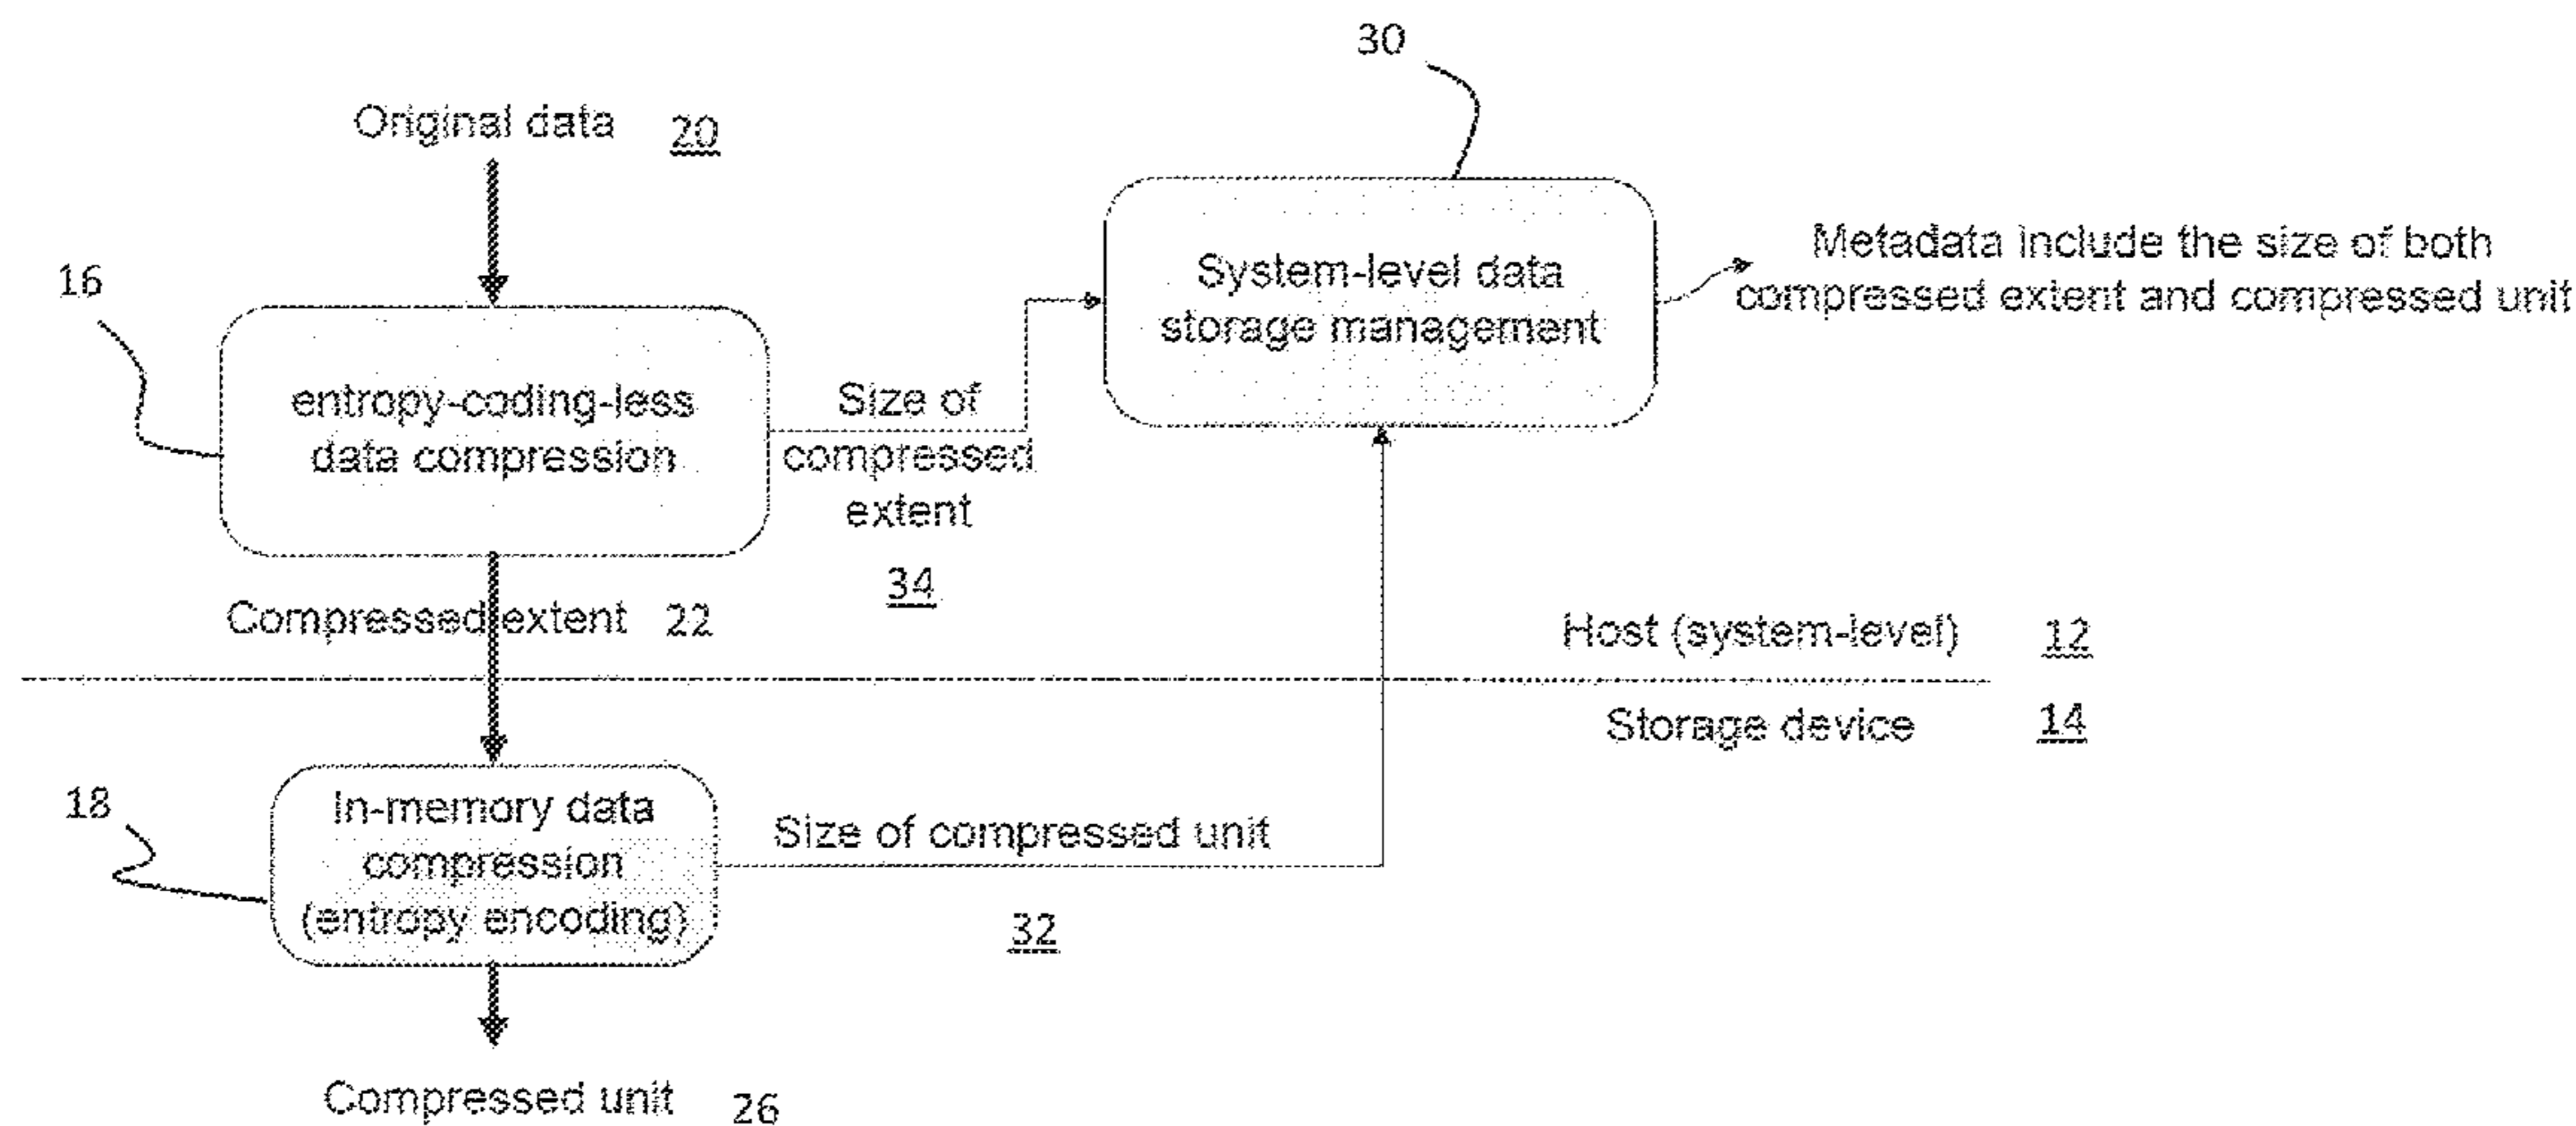 30
Original data 20
16
System-level data
storage management
Metadata include the size of both
compressed extent and compressed unit
entropy-coding-less
data compression
Size of
compressed
extent
34
Compressed extent 22
Host (system-level) 12
Storage device 14
18
In-memory data
compression
(entropy encoding)
Size of compressed unit
32
Compressed unit 26